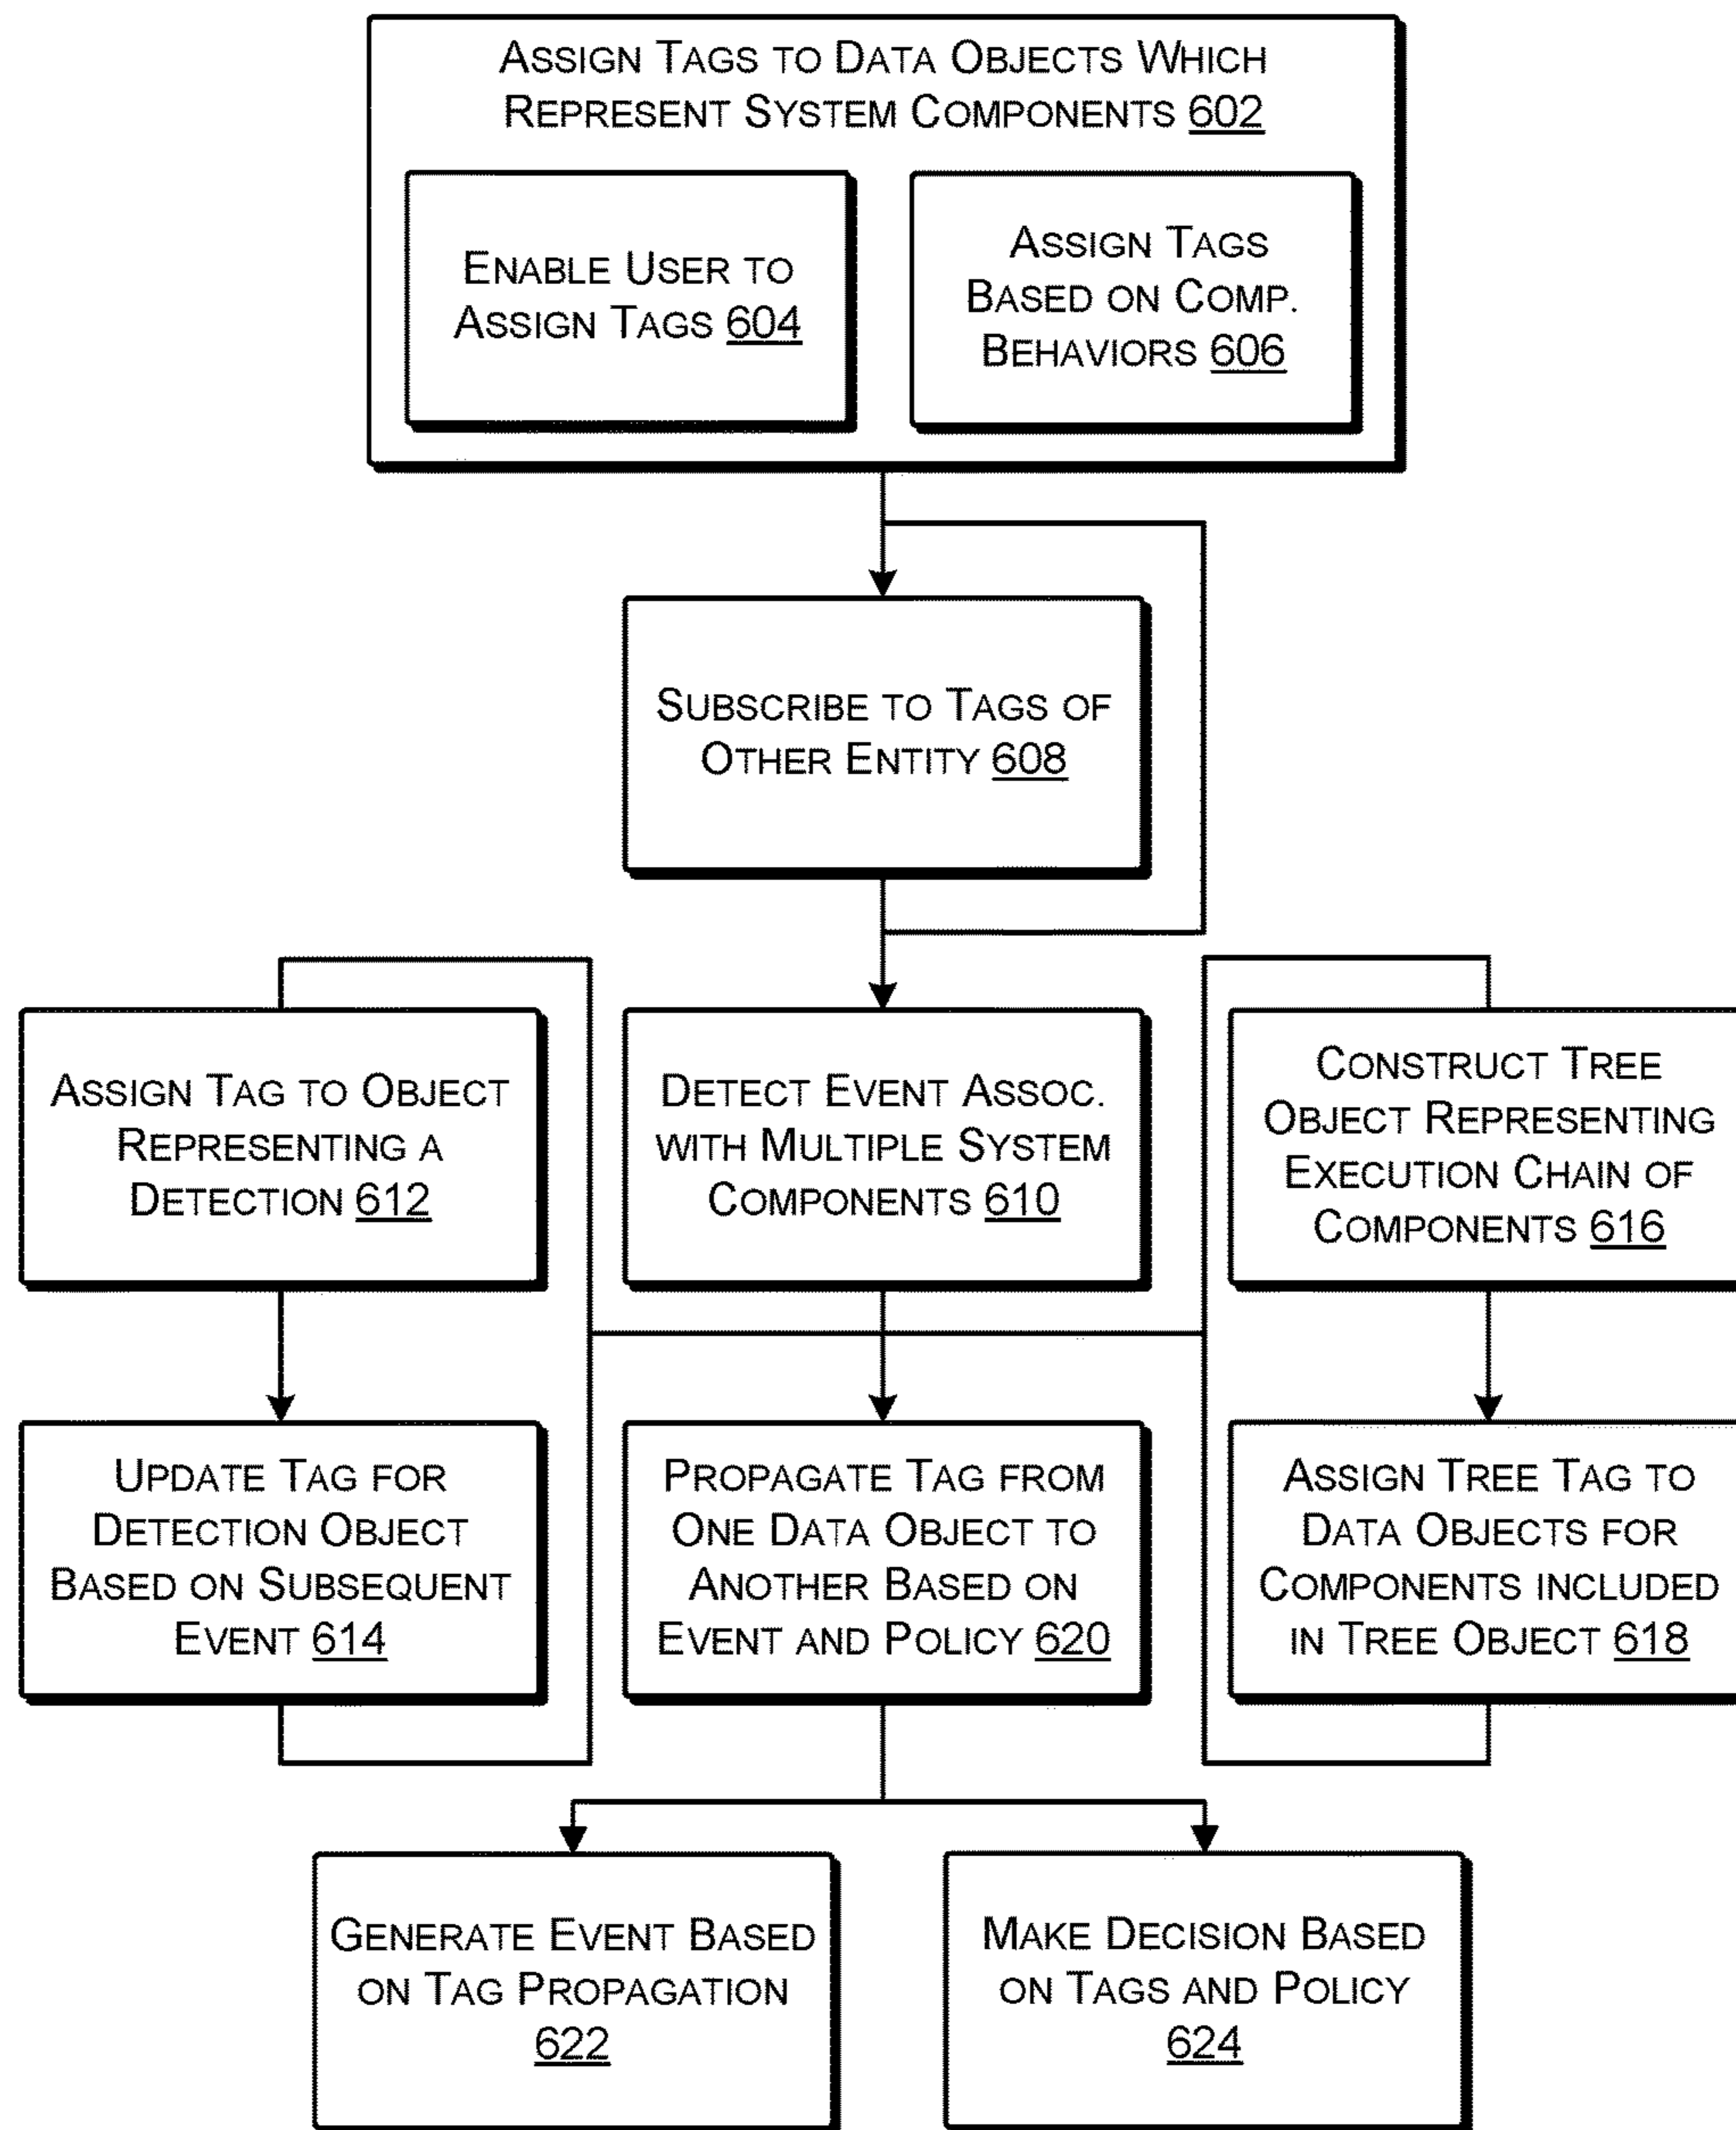 ASSIGN TAGS TO DATA OBJECTS WHICH
REPRESENT SYSTEM COMPONENTS 602
ENABLE USER TO
ASSIGN TAGS 604
ASSIGN TAGS
BASED ON COMP.
BEHAVIORS 606
SUBSCRIBE TO TAGS OF
OTHER ENTITY 608
ASSIGN TAG TO OBJECT
REPRESENTING A
DETECTION 612
DETECT EVENT ASSOC.
WITH MULTIPLE SYSTEM
COMPONENTS 610
CONSTRUCT TREE
OBJECT REPRESENTING
EXECUTION CHAIN OF
COMPONENTS 616
UPDATE TAG FOR
DETECTION OBJECT
BASED ON SUBSEQUENT
EVENT 614
PROPAGATE TAG FROM
ONE DATA OBJECT TO
ANOTHER BASED ON
EVENT AND POLICY 620
ASSIGN TREE TAG TO
DATA OBJECTS FOR
COMPONENTS INCLUDED
IN TREE OBJECT 618
GENERATE EVENT BASED
ON TAG PROPAGATION
622
MAKE DECISION BASED
ON TAGS AND POLICY
624